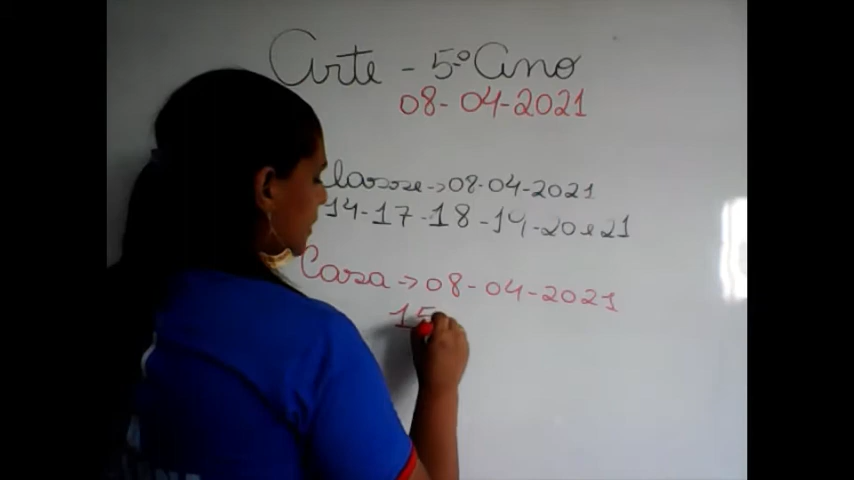 Arte - 5º Ano
08-04-2021
Classe → 08-04-2021
14-17-18-19-20 e 21
Casa → 08-04-2021
15